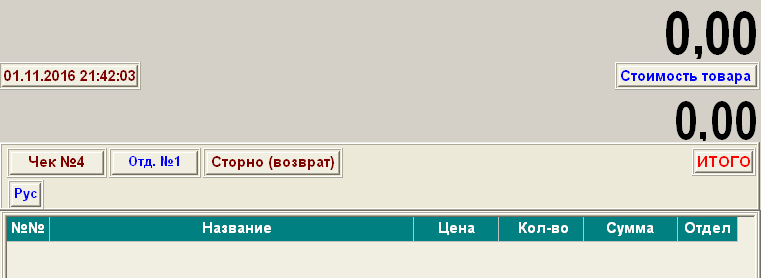 0,00
01.11.2016 21:42:03 Стоимость товара
0,00
Чек №4 Отд. №1 Сторно (возврат) ИТОГО
Рус
№№ Название Цена Кол-во Сумма Отдел